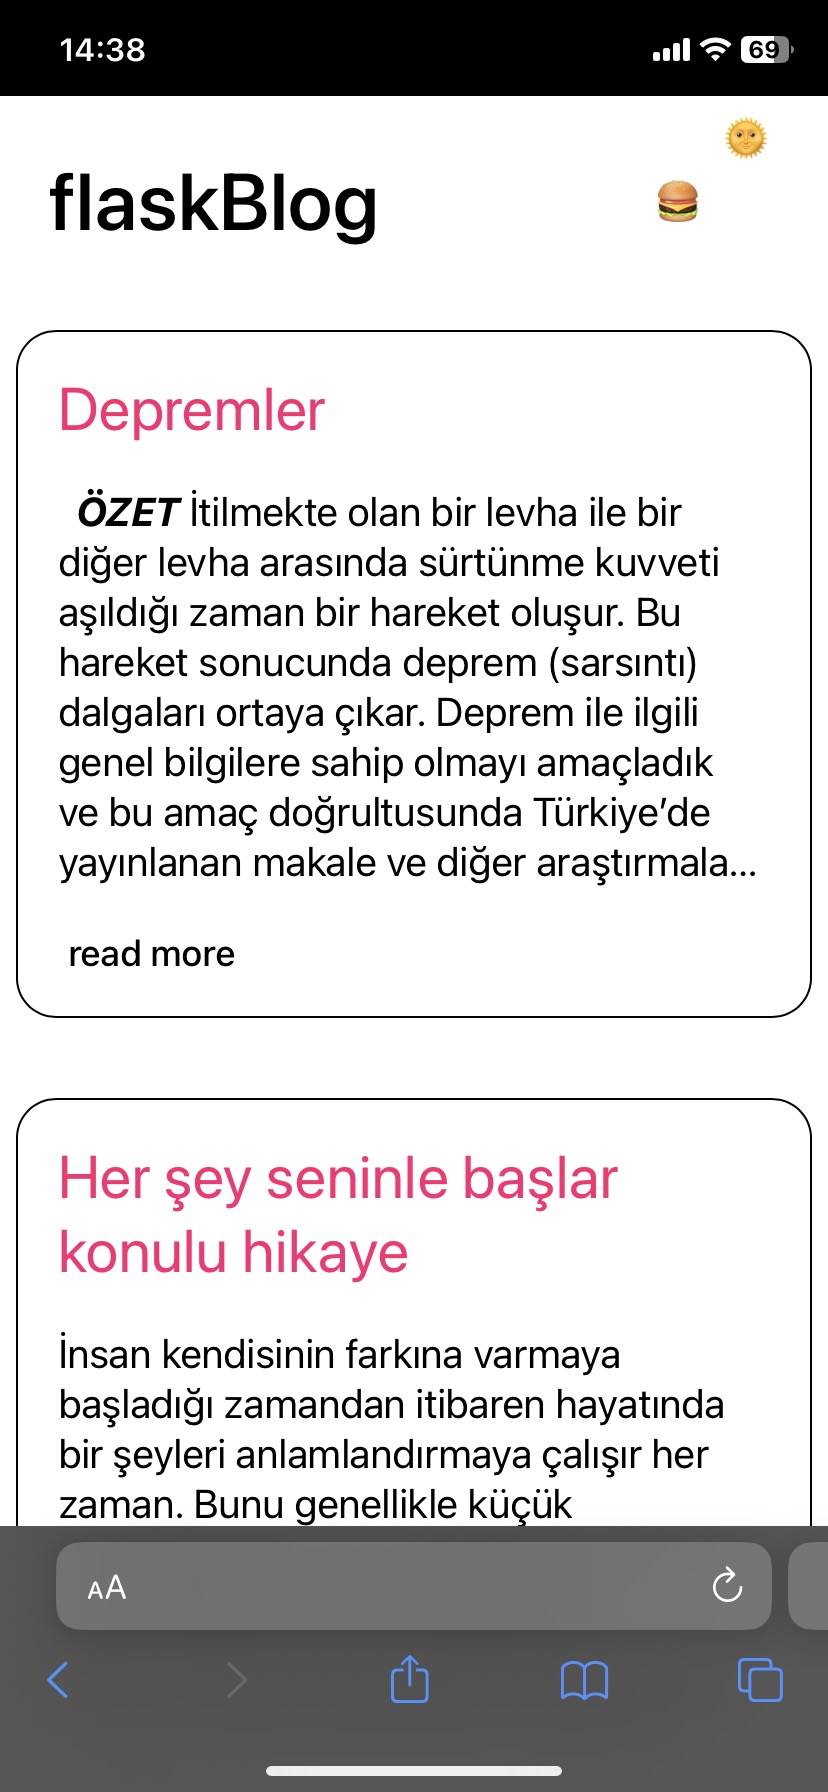 14:38
69
flaskBlog
Depremler
ÖZET İtilmekte olan bir levha ile bir
diğer levha arasında sürtünme kuvveti
aşıldığı zaman bir hareket oluşur. Bu
hareket sonucunda deprem (sarsıntı)
dalgaları ortaya çıkar. Deprem ile ilgili
genel bilgilere sahip olmayı amaçladık
ve bu amaç doğrultusunda Türkiye’de
yayınlanan makale ve diğer araştırmala...
read more
Her şey seninle başlar
konulu hikaye
İnsan kendisinin farkına varmaya
başladığı zamandan itibaren hayatında
bir şeyleri anlamlandırmaya çalışır her
zaman. Bunu genellikle küçük
AA